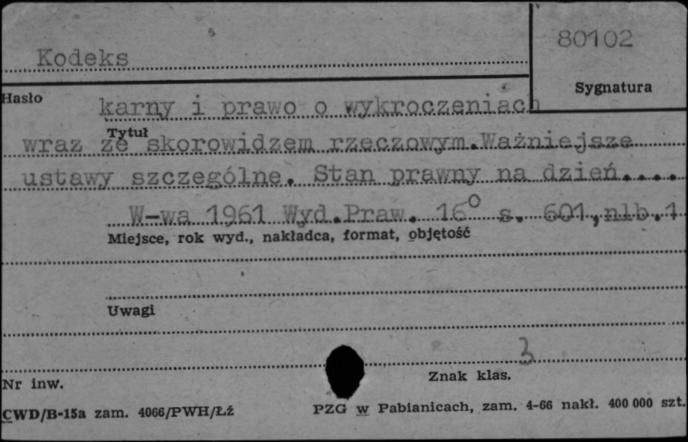 80102
Kodeks
Sygnatura
Hasło
karny i prawo o wykroczeniach
Tytuł
wraz ze skorowidzem rzeczowym.Ważniejsze
ustawy szczególne. Stan prawny na dzień....
W-wa 1961 Wyd.Praw. 16° s. 601,nlb.1
Miejsce, rok wyd., nakładca, format, objętość
Uwagi
3
Nr inw.
Znak klas.
CWD/B-15a zam. 4066/PWH/Łż
PZG w Pabianicach, zam. 4-66 nakł. 400 000 szt.